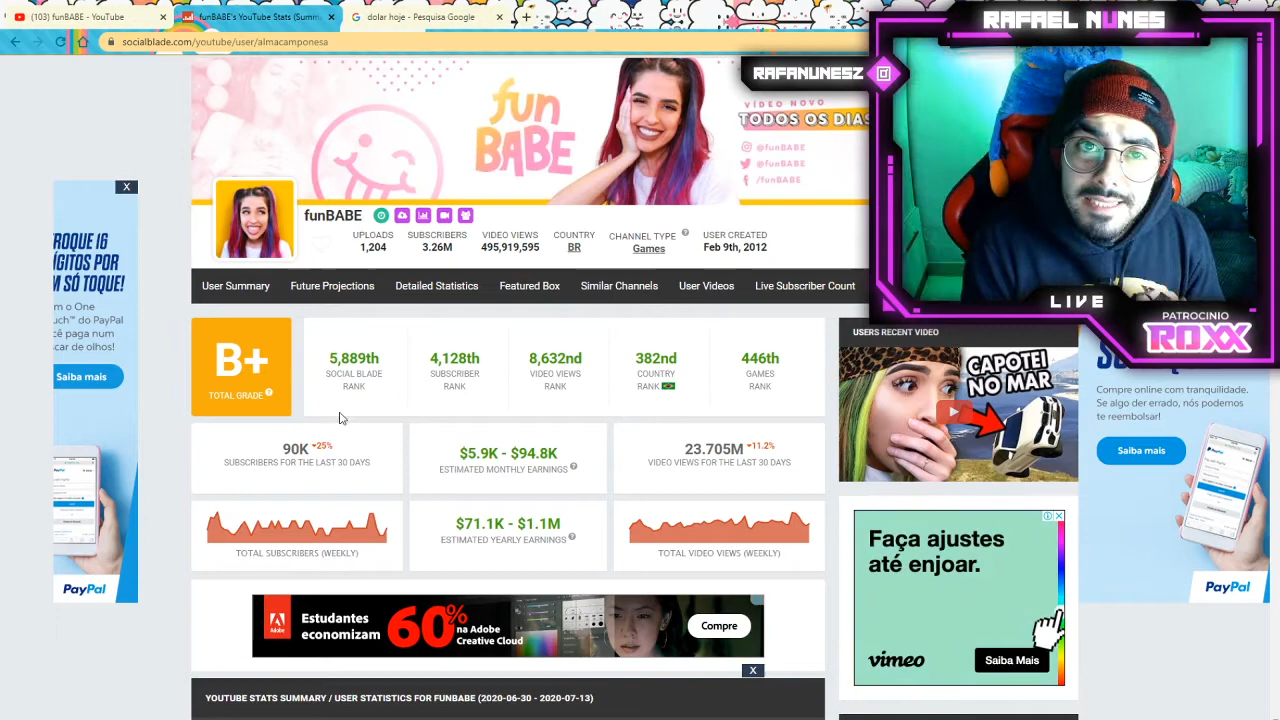 (103) funBABE - YouTube
funBABE's YouTube Stats (Summ
dolar hoje - Pesquisa Google
socialblade.com/youtube/user/almacamponesa
RAFAEL NUNES
RAFANUNESZ
fun
BABE
VÍDEO NOVO
TODOS OS DIAS
@funBABE
@funBABE
/funBABE
funBABE
UPLOADS
1,204
SUBSCRIBERS
3.26M
VIDEO VIEWS
495,919,595
COUNTRY
BR
CHANNEL TYPE
Games
USER CREATED
Feb 9th, 2012
User Summary
Future Projections
Detailed Statistics
Featured Box
Similar Channels
User Videos
Live Subscriber Count
LIVE
PATROCINIO
ROXX
X
ROQUE 16
ÍGITOS POR
M SÓ TOQUE!
m o One
uch™ do PayPal
cê paga num
scar de olhos!
Saiba mais
PayPal
B+
TOTAL GRADE
5,889th
SOCIAL BLADE
RANK
4,128th
SUBSCRIBER
RANK
8,632nd
VIDEO VIEWS
RANK
382nd
COUNTRY
RANK
446th
GAMES
RANK
90K -25%
SUBSCRIBERS FOR THE LAST 30 DAYS
$5.9K - $94.8K
ESTIMATED MONTHLY EARNINGS
23.705M -11.2%
VIDEO VIEWS FOR THE LAST 30 DAYS
TOTAL SUBSCRIBERS (WEEKLY)
$71.1K - $1.1M
ESTIMATED YEARLY EARNINGS
TOTAL VIDEO VIEWS (WEEKLY)
USERS RECENT VIDEO
CAPOTEI
NO MAR
Compre online com tranquilidade.
Se algo der errado, nós podemos
te reembolsar!
Saiba mais
PayPal
Faça ajustes
até enjoar.
vimeo
Saiba Mais
Adobe
Estudantes
economizam
60%
na Adobe
Creative Cloud
Compre
X
YOUTUBE STATS SUMMARY / USER STATISTICS FOR FUNBABE (2020-06-30 - 2020-07-13)